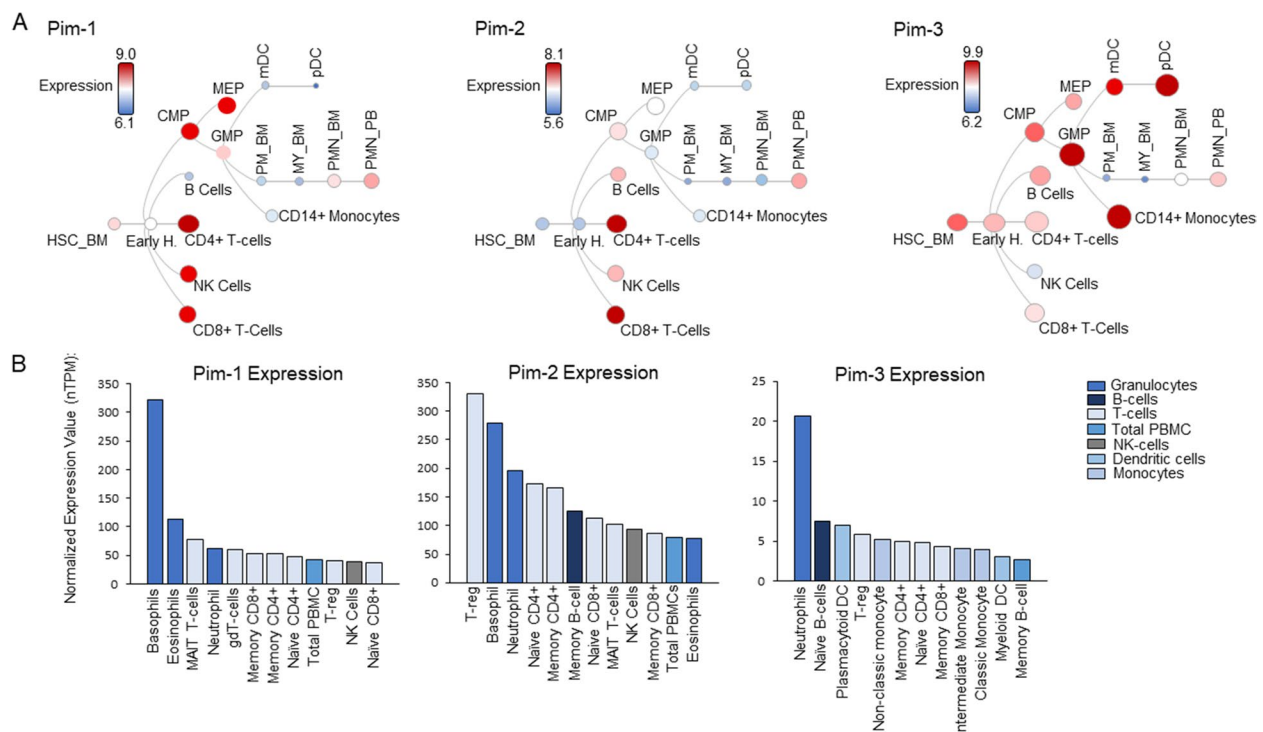 A
Pim-1
9.0
Expression
6.1
MEP
mDC
pDC
CMP
GMP
PM_BM
MY_BM
PMN_BM
PMN_PB
B Cells
CD14+ Monocytes
HSC_BM
Early H.
CD4+ T-cells
NK Cells
CD8+ T-Cells
Pim-2
8.1
Expression
5.6
MEP
mDC
pDC
CMP
GMP
PM_BM
MY_BM
PMN_BM
PMN_PB
B Cells
CD14+ Monocytes
HSC_BM
Early H.
CD4+ T-cells
NK Cells
CD8+ T-Cells
Pim-3
9.9
Expression
6.2
MEP
mDC
pDC
CMP
GMP
PM_BM
MY_BM
PMN_BM
PMN_PB
B Cells
CD14+ Monocytes
HSC_BM
Early H.
CD4+ T-cells
NK Cells
CD8+ T-Cells
B
Normalized Expression Value (nTPM):
Pim-1 Expression
350
300
250
200
150
100
50
0
Basophils
Eosinophils
MAIT T-cells
Neutrophil
gdT-cells
Memory CD8+
Memory CD4+
Naïve CD4+
Total PBMC
T-reg
NK Cells
Naïve CD8+
Pim-2 Expression
350
300
250
200
150
100
50
0
T-reg
Basophil
Neutrophil
Naïve CD4+
Memory CD4+
Memory B-cell
Naïve CD8+
MAIT T-cells
NK Cells
Memory CD8+
Total PBMCs
Eosinophils
Pim-3 Expression
25
20
15
10
5
0
Neutrophils
Naïve B-cells
Plasmacytoid DC
T-reg
Non-classic monocyte
Memory CD4+
Naïve CD4+
Memory CD8+
ntermediate Monocyte
Classic Monocyte
Myeloid DC
Memory B-cell
Granulocytes
B-cells
T-cells
Total PBMC
NK-cells
Dendritic cells
Monocytes